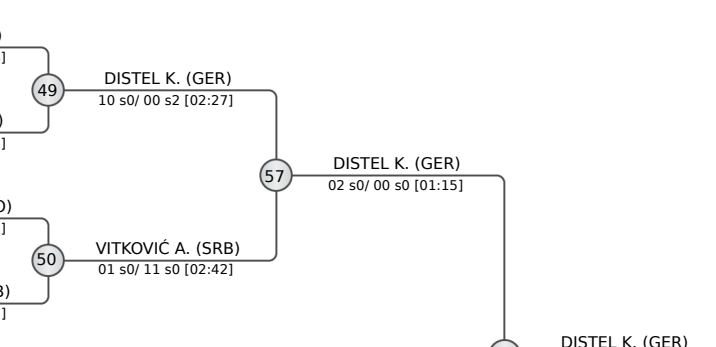 )
]
49
DISTEL K. (GER)
10 s0/ 00 s2 [02:27]
)
]
57
DISTEL K. (GER)
02 s0/ 00 s0 [01:15]
)
]
50
VITKOVIĆ A. (SRB)
01 s0/ 11 s0 [02:42]
)
]
DISTEL K. (GER)